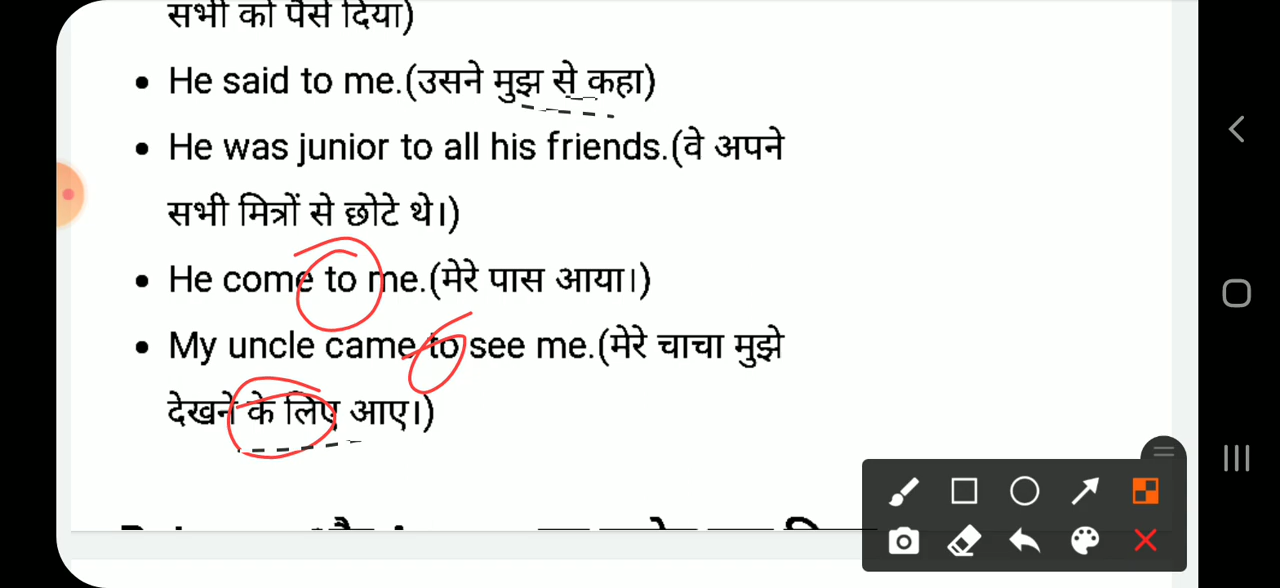 सभी को पैसे दिया)
• He said to me.(उसने मुझ से कहा)
• He was junior to all his friends.(वे अपने
सभी मित्रों से छोटे थे।)
• He come to me.(मेरे पास आया।)
• My uncle came to see me.(मेरे चाचा मुझे
देखने के लिए आए।)